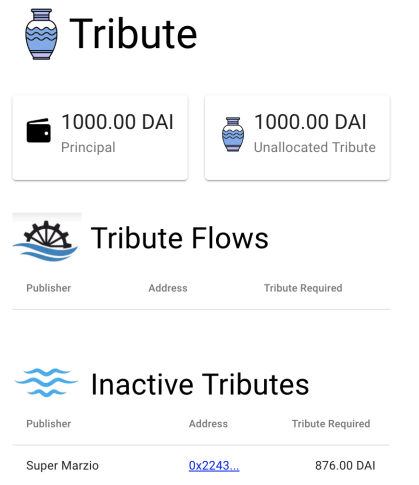 Tribute
1000.00 DAI
Principal
1000.00 DAI
Unallocated Tribute
Tribute Flows
Publisher Address Tribute Required
Inactive Tributes
Publisher Address Tribute Required
Super Marzio 0x2243... 876.00 DAI